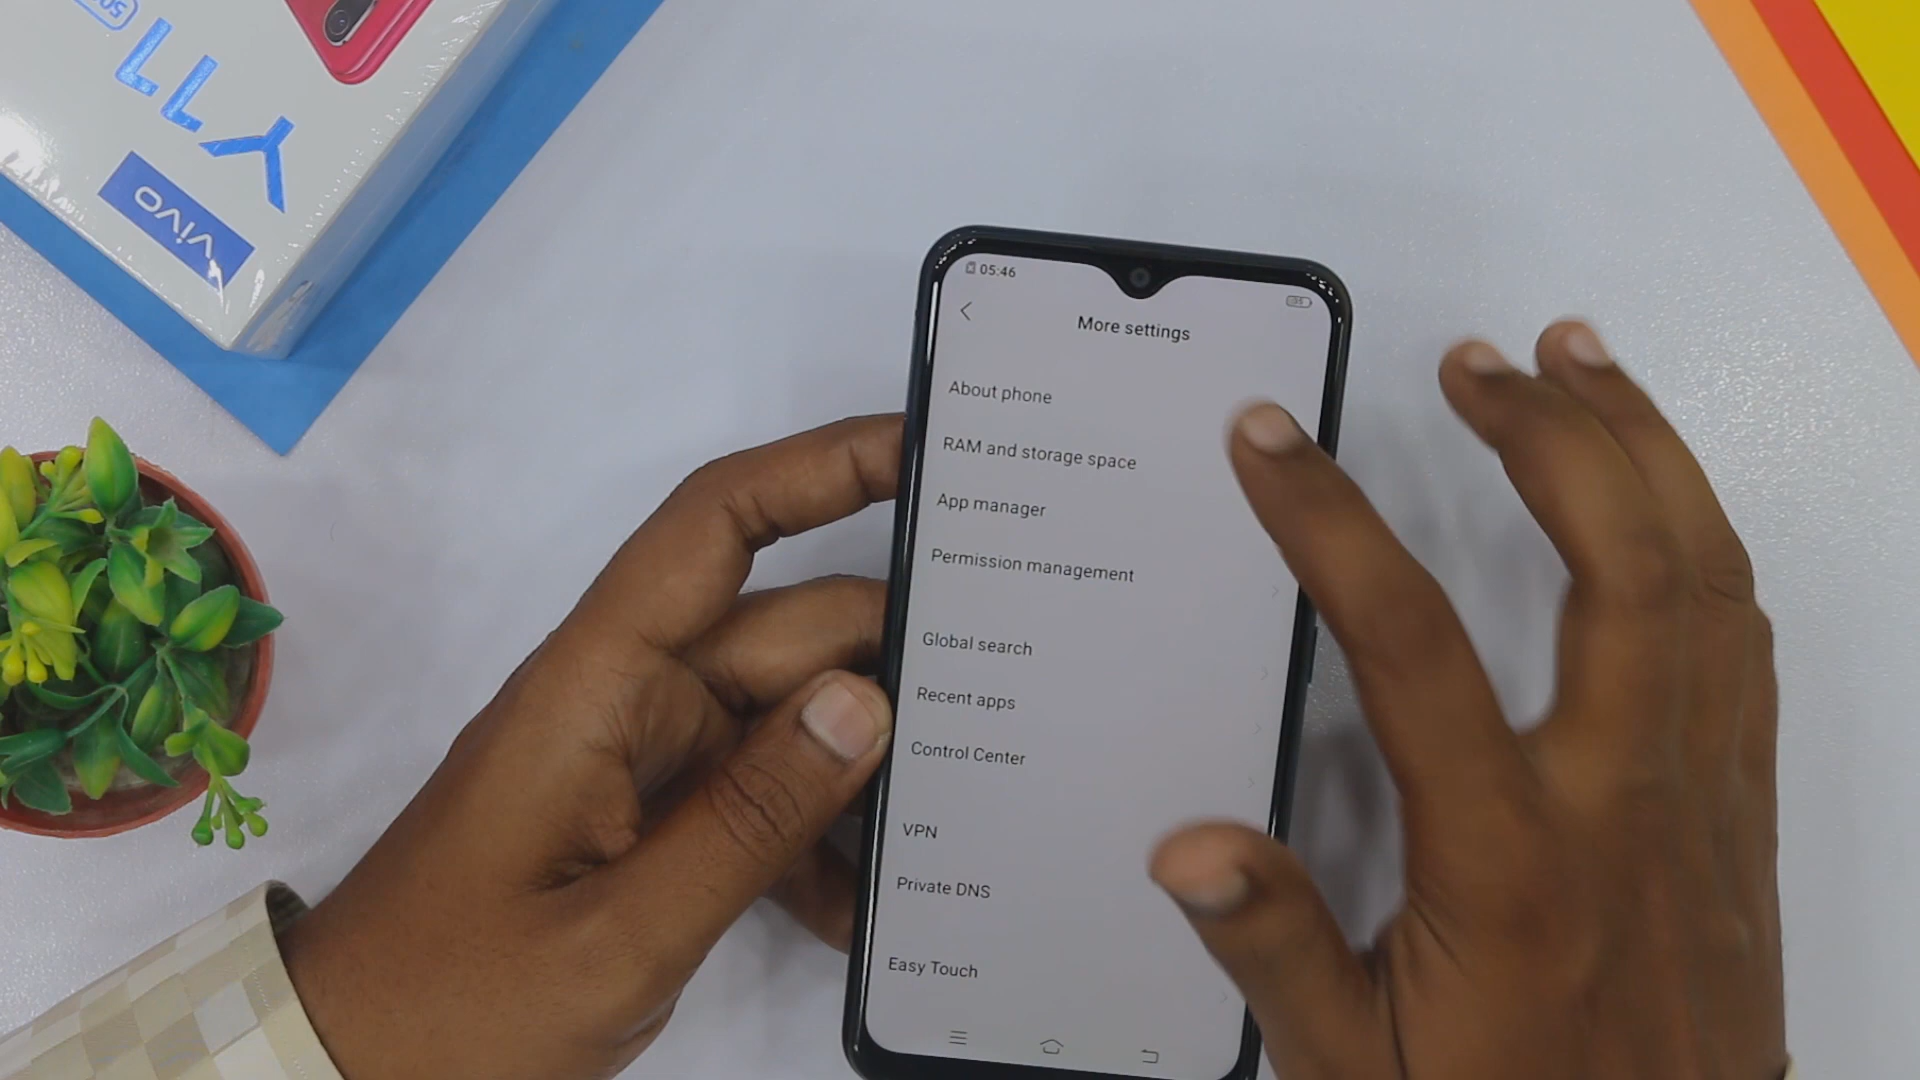 Y11
vivo
05:46
More settings
About phone
RAM and storage space
App manager
Permission management
Global search
Recent apps
Control Center
VPN
Private DNS
Easy Touch